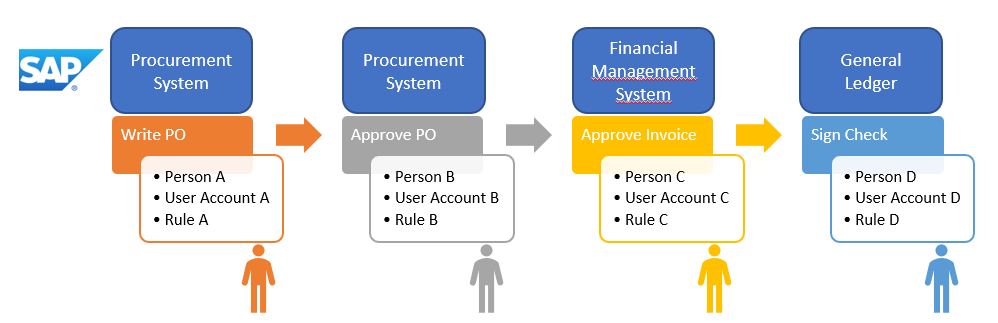 SAP®
Procurement
System
Procurement
System
Financial
Management
System
General
Ledger
Write PO
Approve PO
Approve Invoice
Sign Check
• Person A
• User Account A
• Rule A
• Person B
• User Account B
• Rule B
• Person C
• User Account C
• Rule C
• Person D
• User Account D
• Rule D